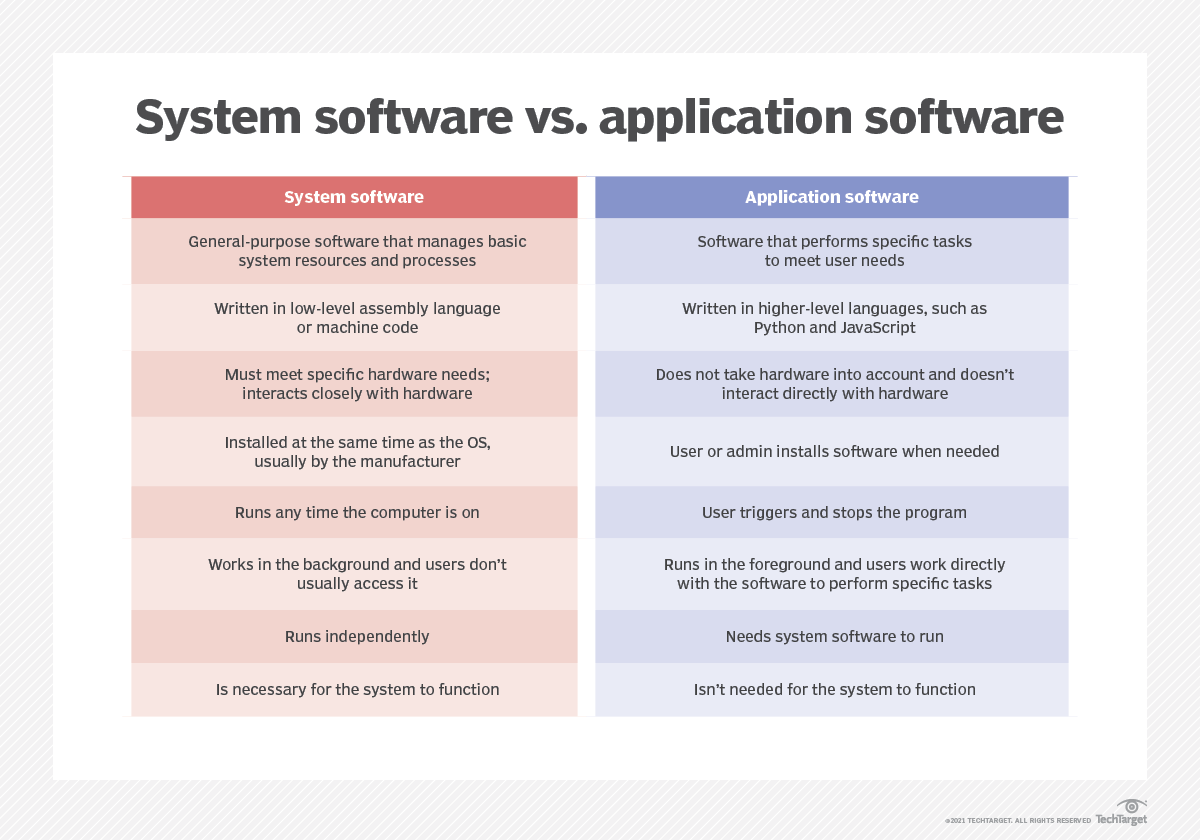 System software vs. application software
System software
Application software
General-purpose software that manages basic
system resources and processes
Software that performs specific tasks
to meet user needs
Written in low-level assembly language
or machine code
Written in higher-level languages, such as
Python and JavaScript
Must meet specific hardware needs;
interacts closely with hardware
Does not take hardware into account and doesn’t
interact directly with hardware
Installed at the same time as the OS,
usually by the manufacturer
User or admin installs software when needed
Runs any time the computer is on
User triggers and stops the program
Works in the background and users don’t
usually access it
Runs in the foreground and users work directly
with the software to perform specific tasks
Runs independently
Needs system software to run
Is necessary for the system to function
Isn’t needed for the system to function
©2021 TECHTARGET. ALL RIGHTS RESERVED TechTarget